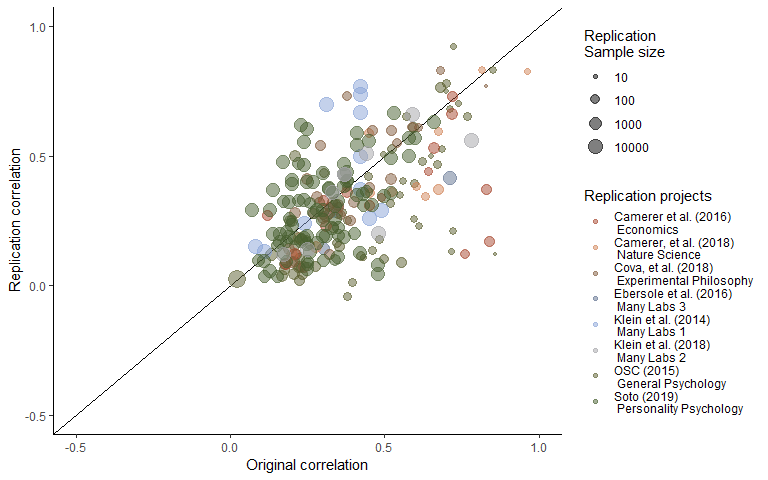 1.0
0.5
0.0
-0.5
Replication correlation
-0.5
0.0
0.5
1.0
Original correlation
Replication
Sample size
10
100
1000
10000
Replication projects
Camerer et al. (2016)
Economics
Camerer, et al. (2018)
Nature Science
Cova, et al. (2018)
Experimental Philosophy
Ebersole et al. (2016)
Many Labs 3
Klein et al. (2014)
Many Labs 1
Klein et al. (2018)
Many Labs 2
OSC (2015)
General Psychology
Soto (2019)
Personality Psychology